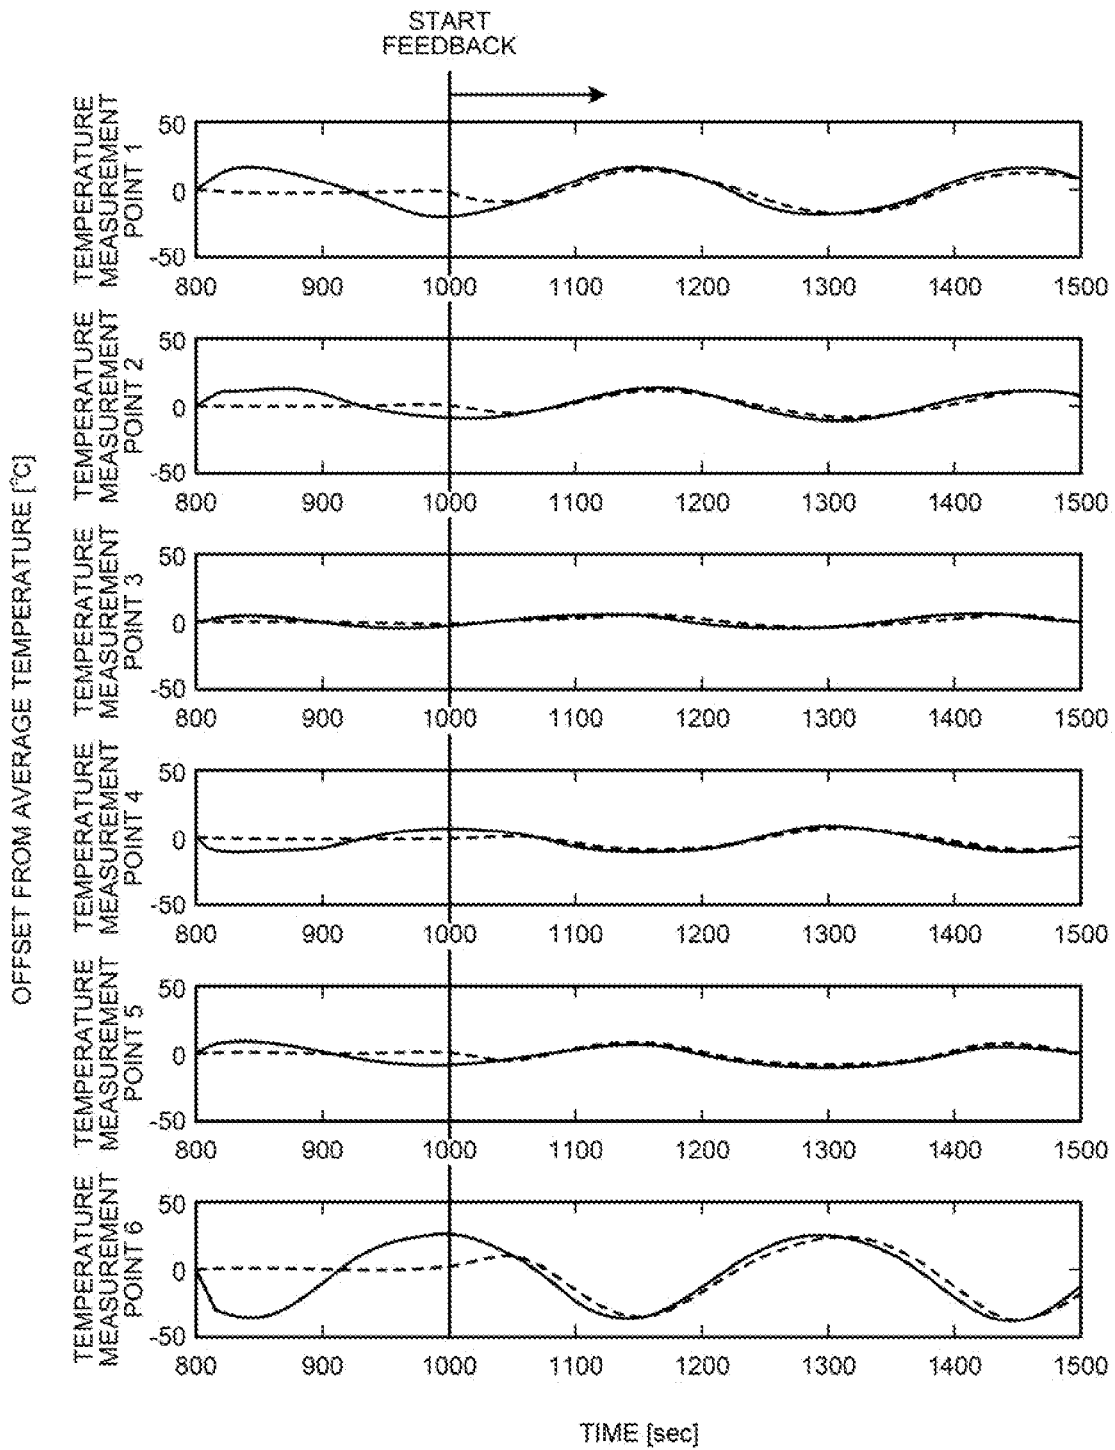 START
FEEDBACK
OFFSET FROM AVERAGE TEMPERATURE [°C]
TEMPERATURE
MEASUREMENT
POINT 1
50
0
-50
800 900 1000 1100 1200 1300 1400 1500
TEMPERATURE
MEASUREMENT
POINT 2
50
0
-50
800 900 1000 1100 1200 1300 1400 1500
TEMPERATURE
MEASUREMENT
POINT 3
50
0
-50
800 900 1000 1100 1200 1300 1400 1500
TEMPERATURE
MEASUREMENT
POINT 4
50
0
-50
800 900 1000 1100 1200 1300 1400 1500
TEMPERATURE
MEASUREMENT
POINT 5
50
0
-50
800 900 1000 1100 1200 1300 1400 1500
TEMPERATURE
MEASUREMENT
POINT 6
50
0
-50
800 900 1000 1100 1200 1300 1400 1500
TIME [sec]